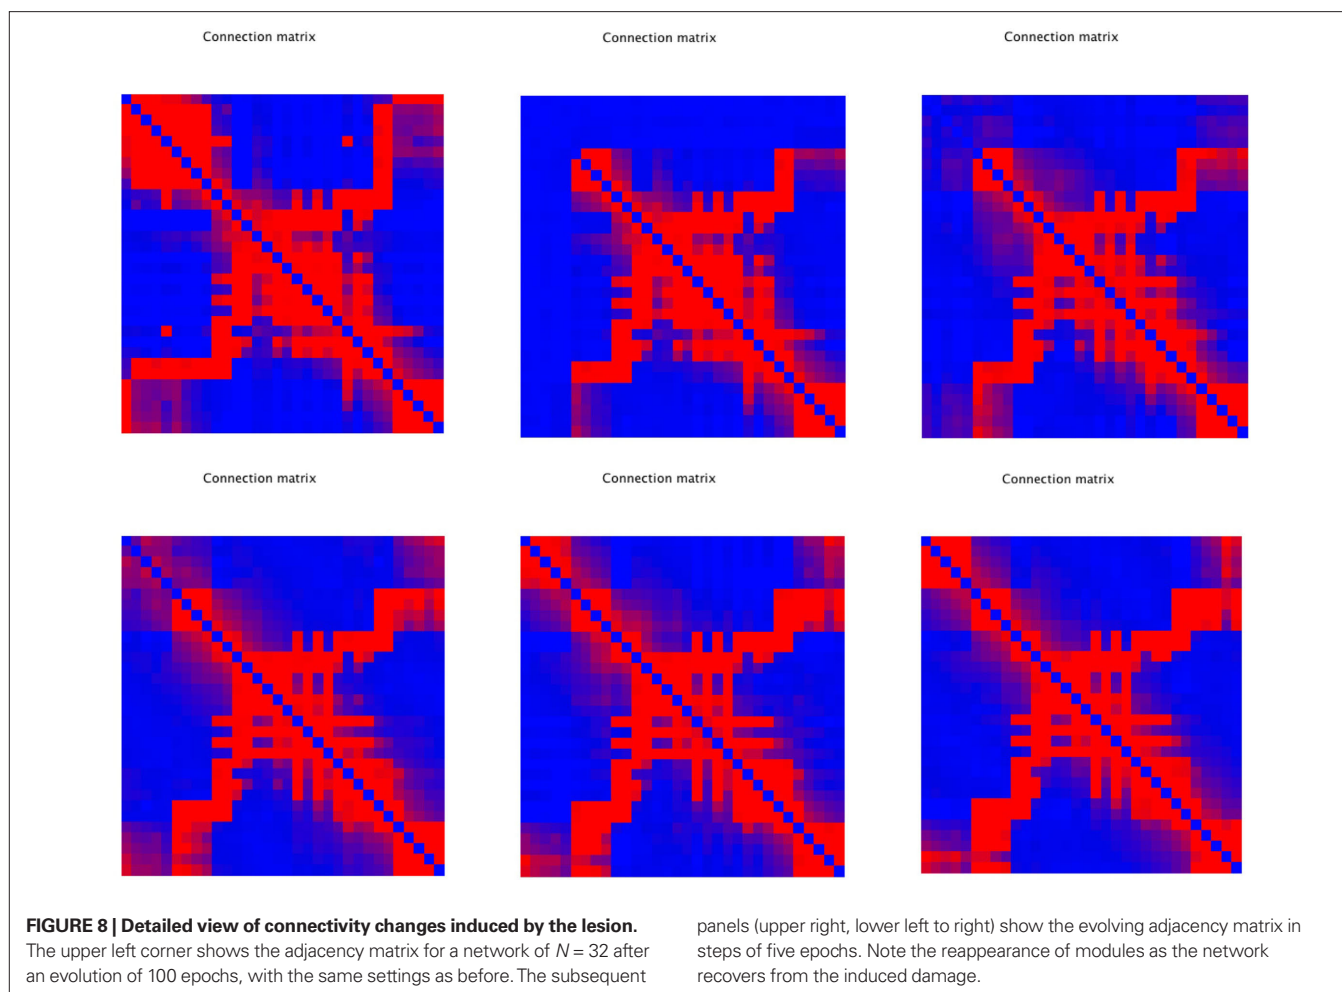 Connection matrix
Connection matrix
Connection matrix
Connection matrix
Connection matrix
Connection matrix
FIGURE 8 | Detailed view of connectivity changes induced by the lesion.
The upper left corner shows the adjacency matrix for a network of N = 32 after
an evolution of 100 epochs, with the same settings as before. The subsequent
panels (upper right, lower left to right) show the evolving adjacency matrix in
steps of five epochs. Note the reappearance of modules as the network
recovers from the induced damage.